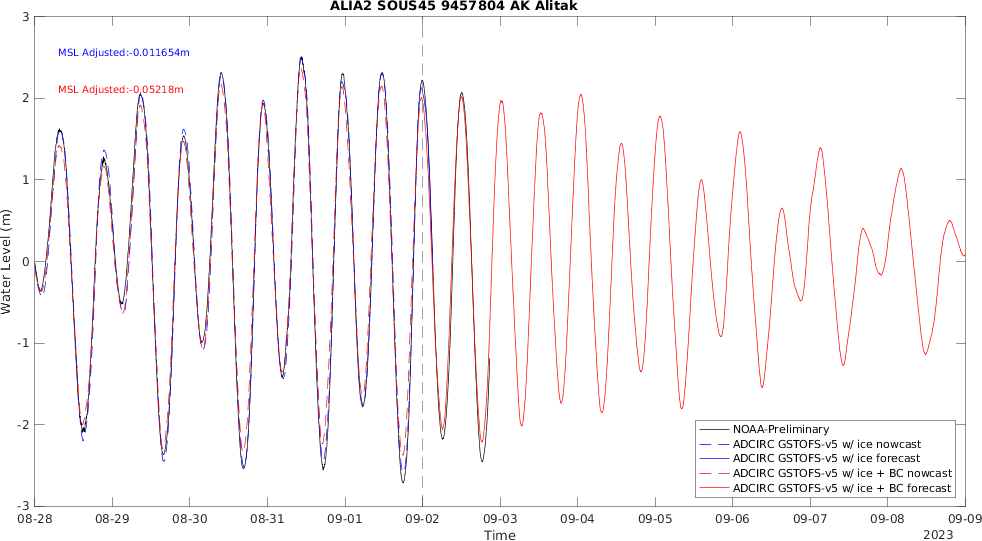 ALIA2 SOUS45 9457804 AK Alitak
3
MSL Adjusted:-0.011654m
MSL Adjusted:-0.05218m
2
1
0
-1
-2
-3
Water Level (m)
NOAA-Preliminary
ADCIRC GSTOFS-v5 w/ ice nowcast
ADCIRC GSTOFS-v5 w/ ice forecast
ADCIRC GSTOFS-v5 w/ ice + BC nowcast
ADCIRC GSTOFS-v5 w/ ice + BC forecast
08-28 08-29 08-30 08-31 09-01 09-02 09-03 09-04 09-05 09-06 09-07 09-08 09-09
Time
2023